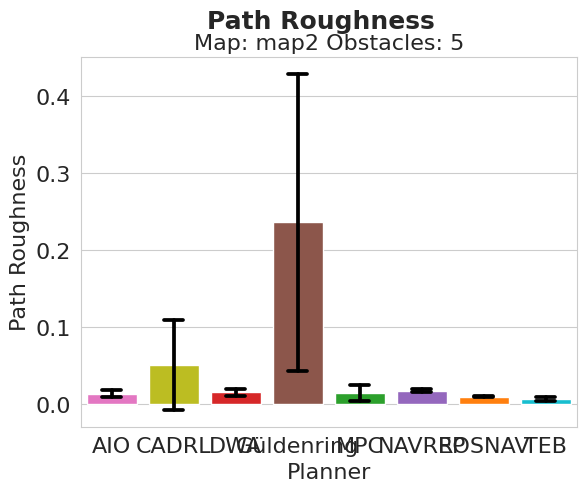 Path Roughness
Map: map2 Obstacles: 5
Path Roughness
0.4
0.3
0.2
0.1
0.0
AIO CADRL DWA Güldenring MPC NAVREP ROSNAV TEB
Planner